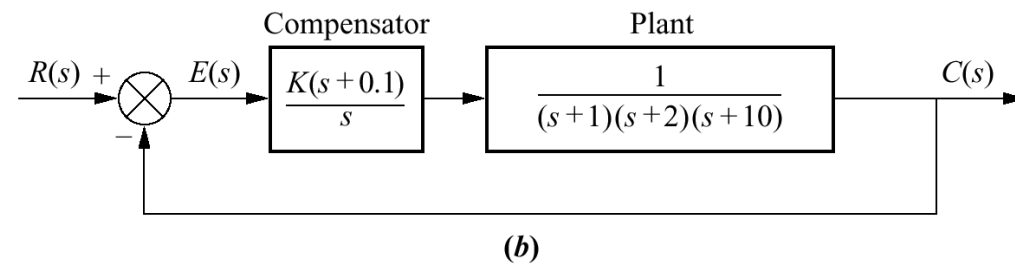 Compensator Plant
R(s) + E(s) K(s+0.1) 1 C(s)
s (s+1)(s+2)(s+10)
−
(b)